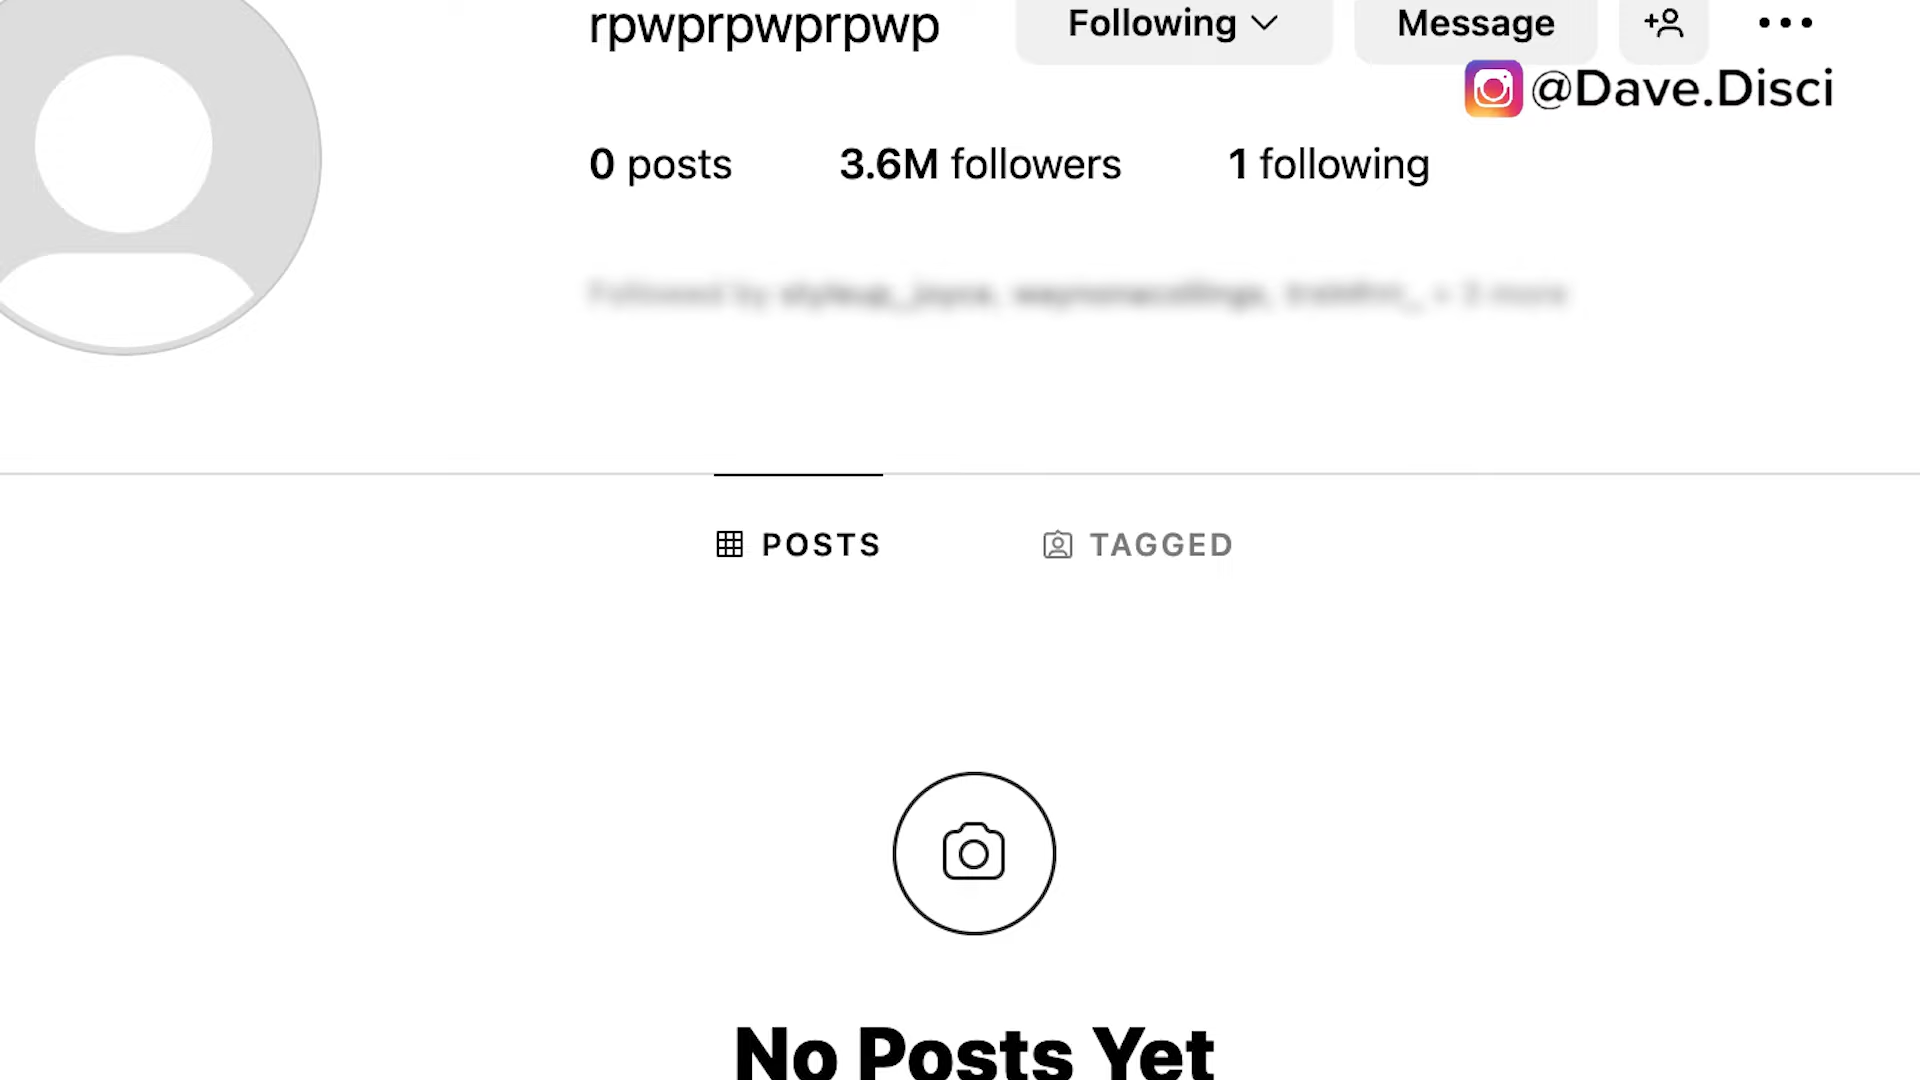 rpwprpwprpwp Following Message
@Dave.Disci
0 posts 3.6M followers 1 following
POSTS TAGGED
No Posts Yet